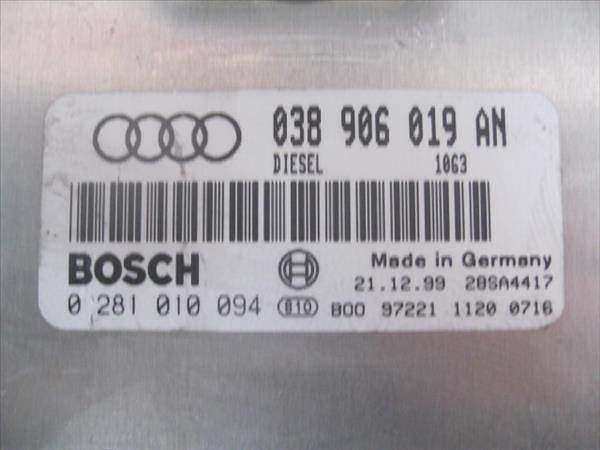 038 906 019 AN
DIESEL 1063
BOSCH Made in Germany
21.12.99 28SA4417
0 281 010 094 B10 B00 97221 1120 0716